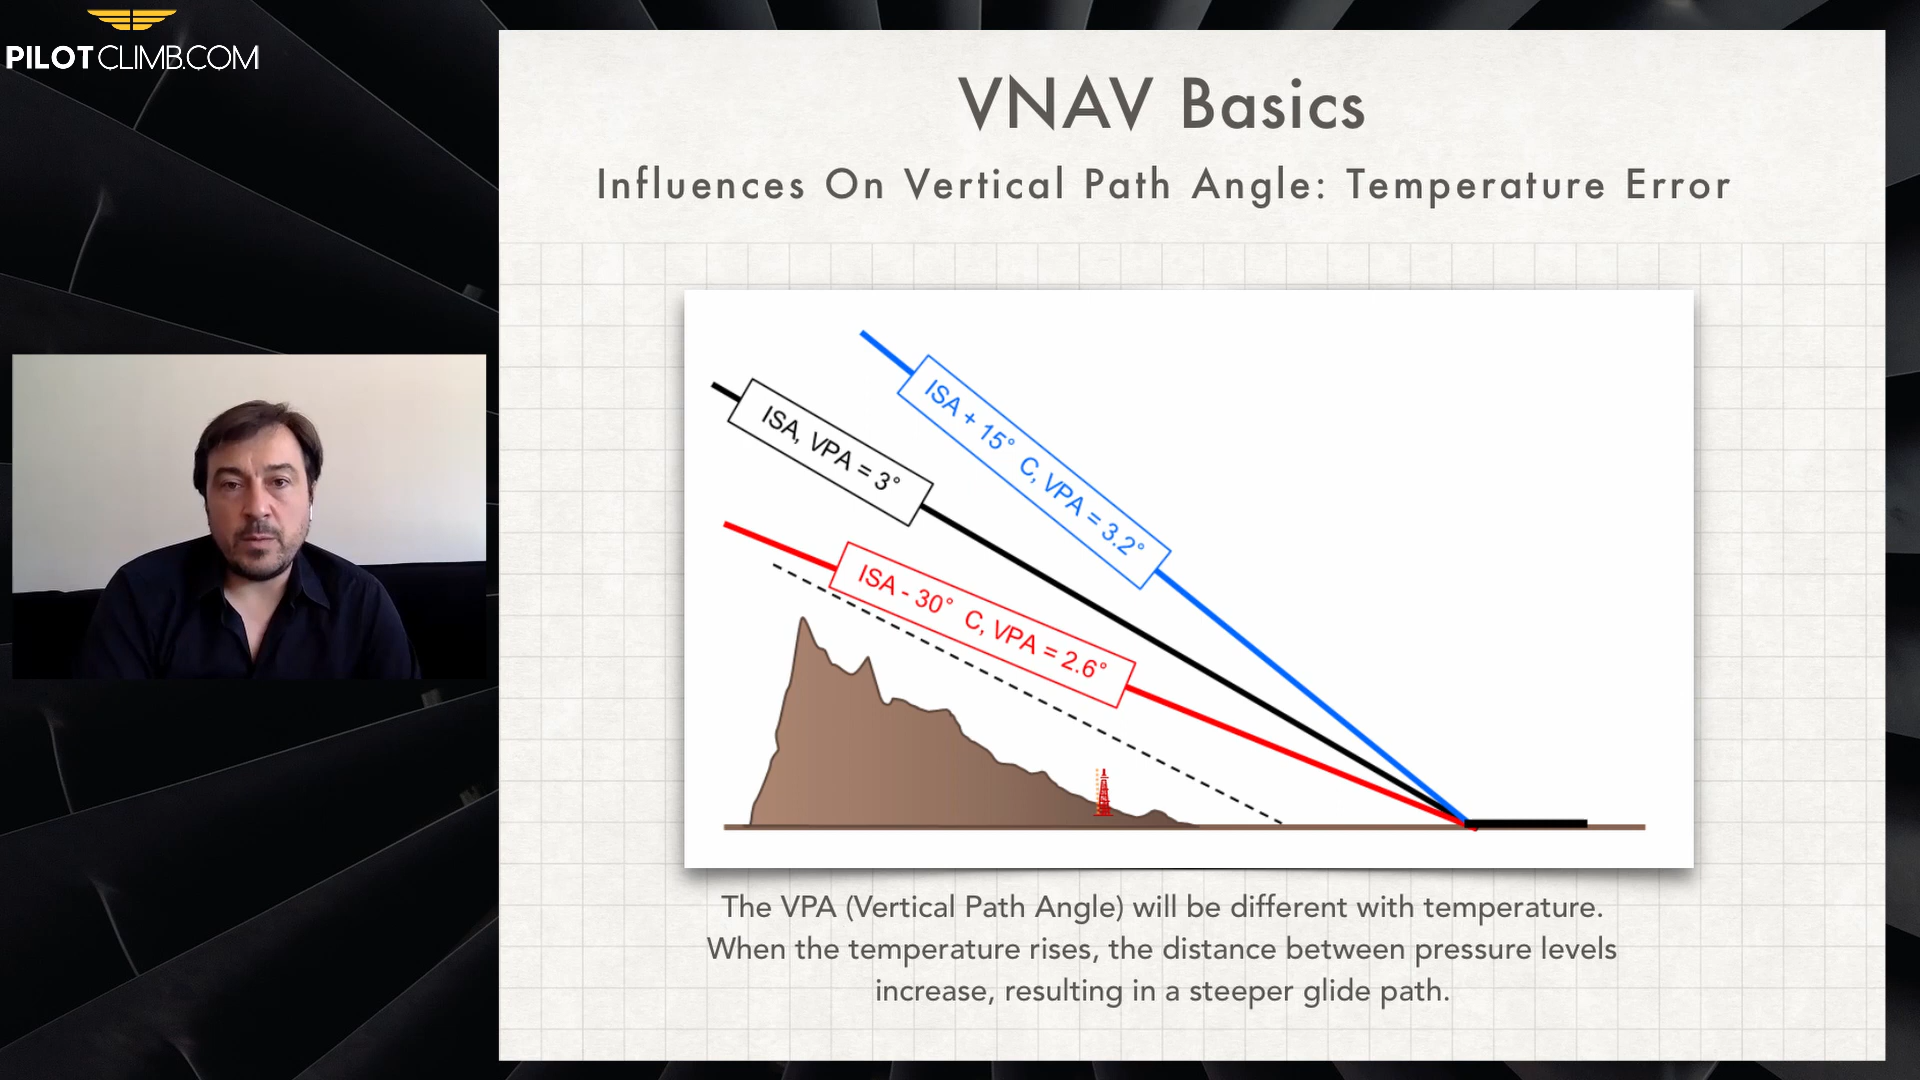 PILOTCLIMB.COM
VNAV Basics
Influences On Vertical Path Angle: Temperature Error
ISA + 15° C, VPA = 3.2°
ISA, VPA = 3°
ISA - 30° C, VPA = 2.6°
The VPA (Vertical Path Angle) will be different with temperature.
When the temperature rises, the distance between pressure levels
increase, resulting in a steeper glide path.